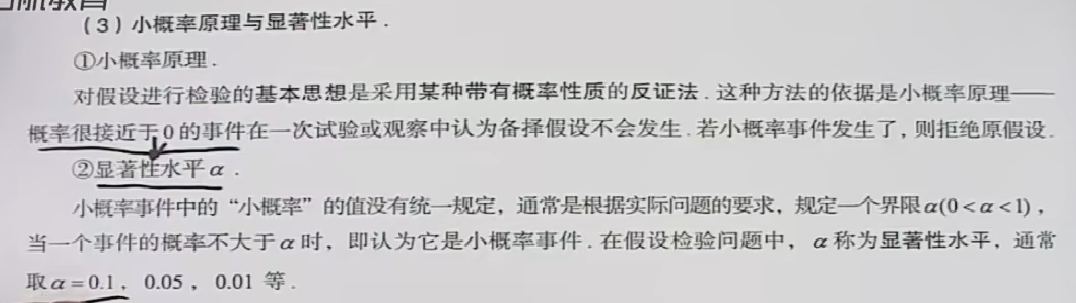 (3)小概率原理与显著性水平.
①小概率原理.
对假设进行检验的基本思想是采用某种带有概率性质的反证法.这种方法的依据是小概率原理——
概率很接近于0的事件在一次试验或观察中认为备择假设不会发生.若小概率事件发生了,则拒绝原假设.
②显著性水平α.
小概率事件中的“小概率”的值没有统一规定,通常是根据实际问题的要求,规定一个界限α(0<α<1),
当一个事件的概率不大于α时,即认为它是小概率事件.在假设检验问题中,α称为显著性水平,通常
取α=0.1,0.05,0.01等.